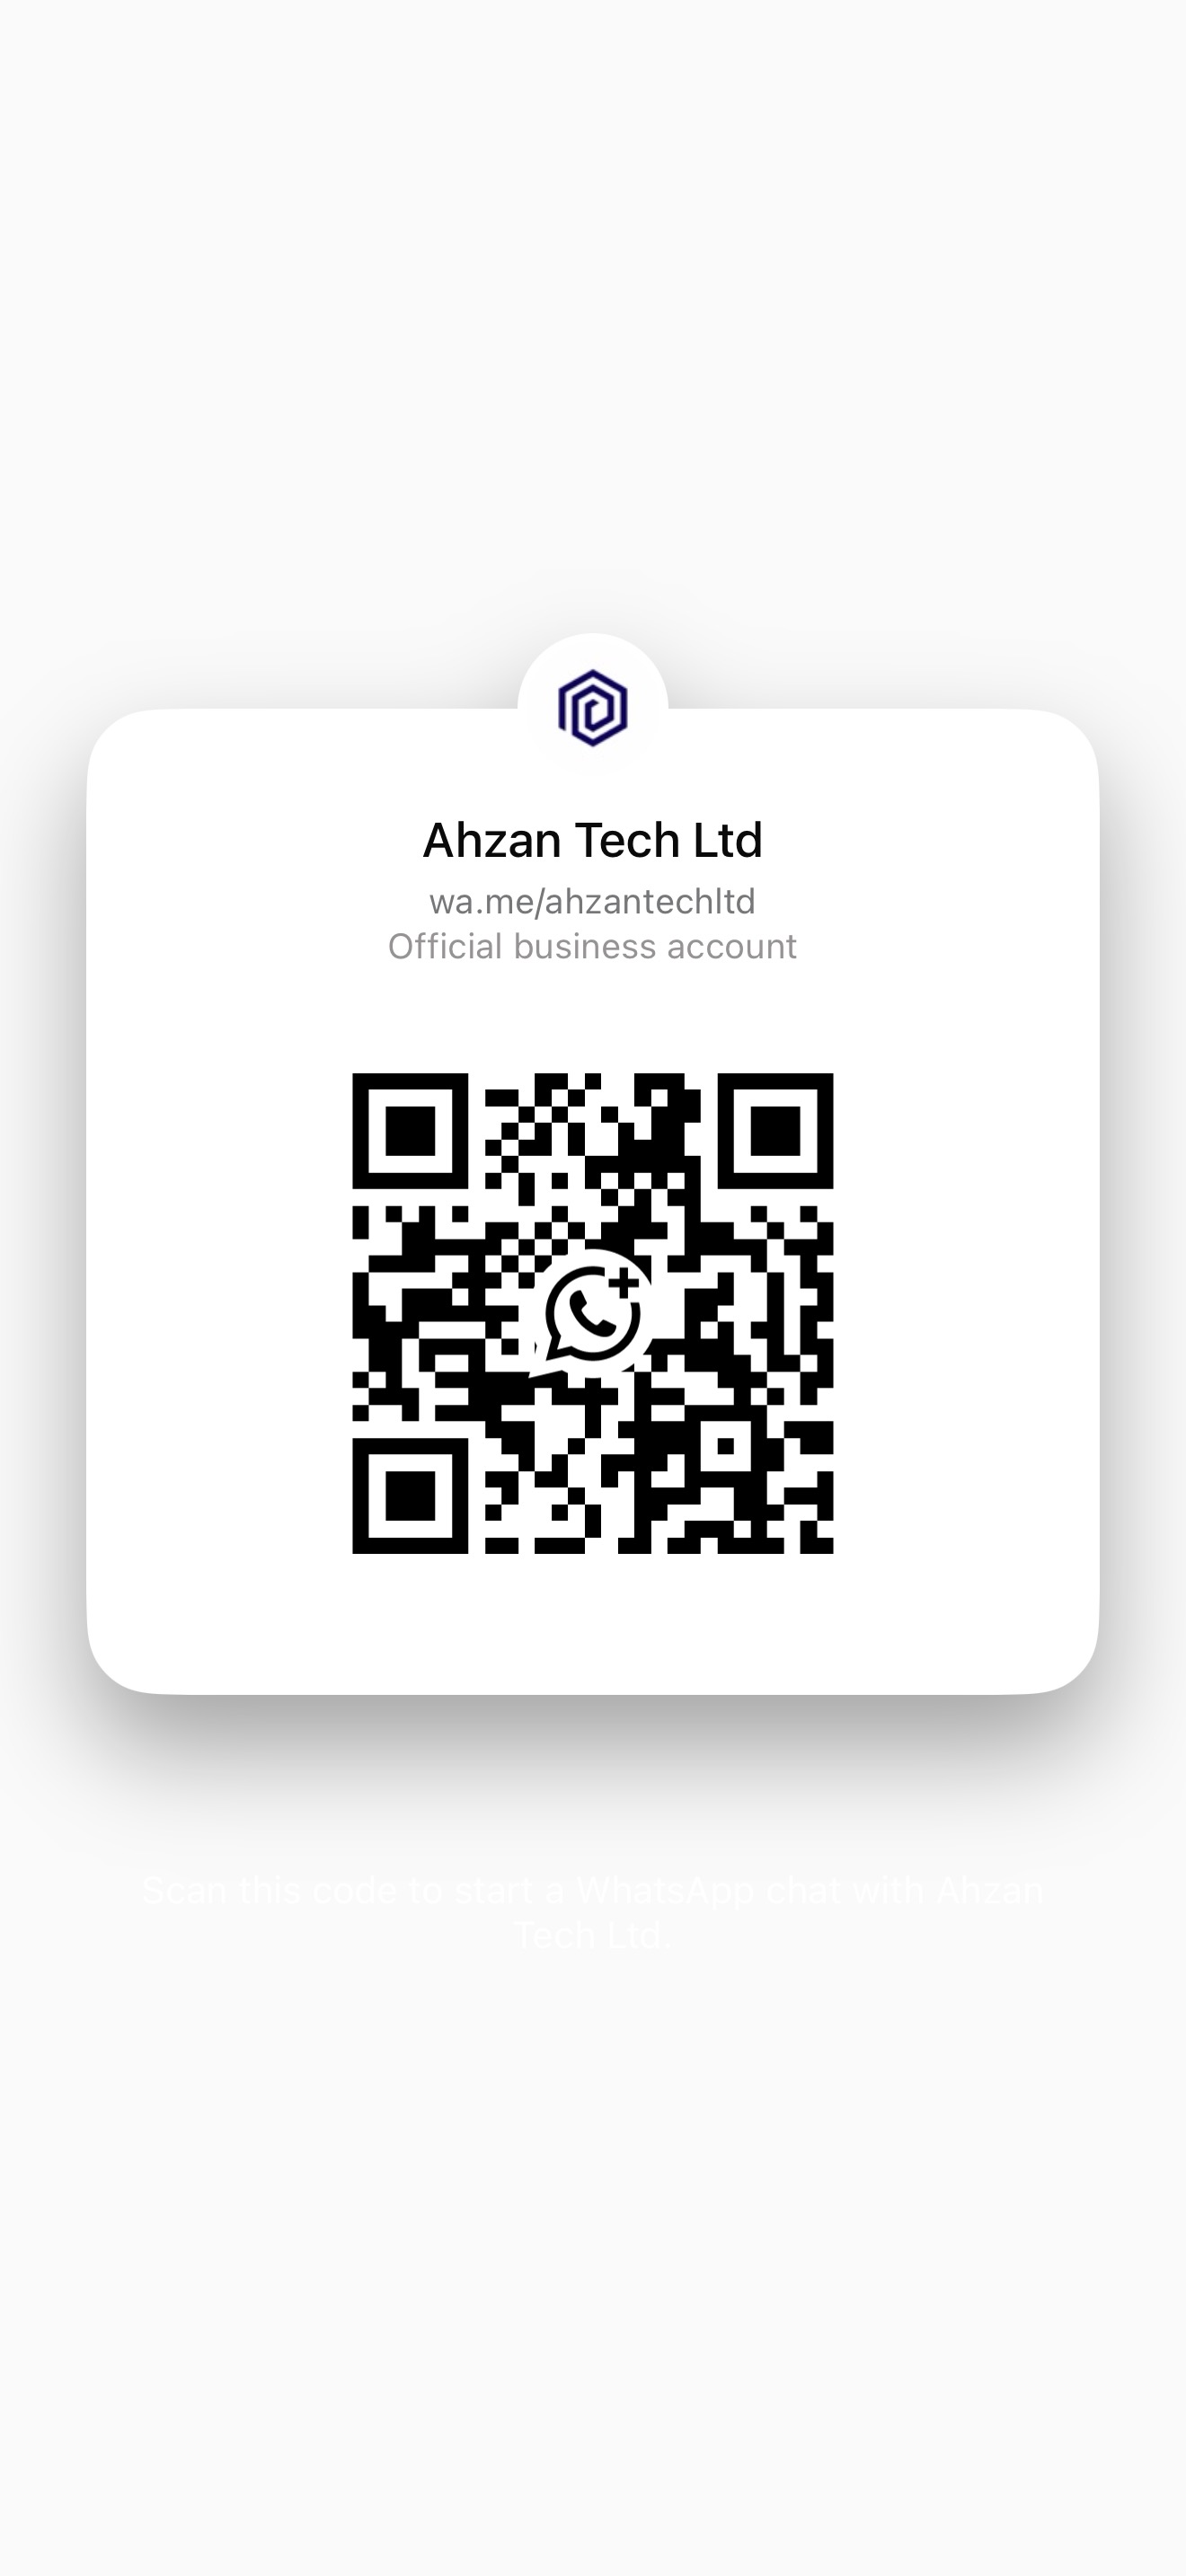 Ahzan Tech Ltd
wa.me/ahzantechltd
Official business account
Scan this code to start a WhatsApp chat with Ahzan
Tech Ltd.